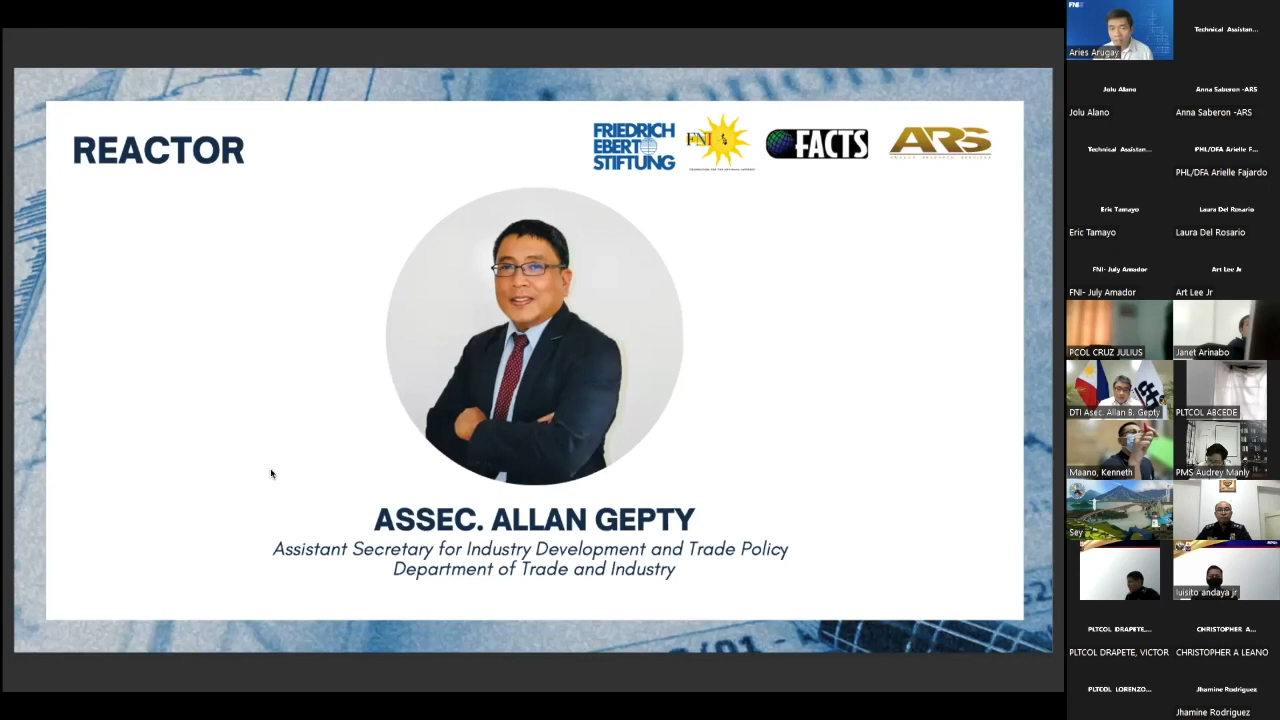 REACTOR
FRIEDRICH
EBERT
STIFTUNG
FNI
FACTS
ARS
ASSEC. ALLAN GEPTY
Assistant Secretary for Industry Development and Trade Policy
Department of Trade and Industry
FNI
Aries Arugay
Technical Assistan...
Jolu Alano
Jolu Alano
Anna Saberon -ARS
Anna Saberon -ARS
Technical Assistan...
PHL/DFA Arielle F...
PHL/DFA Arielle Fajardo
Eric Tamayo
Eric Tamayo
Laura Del Rosario
Laura Del Rosario
FNI- July Amador
FNI- July Amador
Art Lee Jr
Art Lee Jr
PCOL CRUZ JULIUS
Janet Arinabo
DTI Asec. Allan B. Gepty
PLTCOL ABCEDE
Maano, Kenneth
PMS Audrey Manly
Sey
luisito andaya jr
PLTCOL DRAPETE,...
PLTCOL DRAPETE, VICTOR
CHRISTOPHER A...
CHRISTOPHER A LEANO
PLTCOL LORENZO...
Jhamine Rodriguez
Jhamine Rodriguez